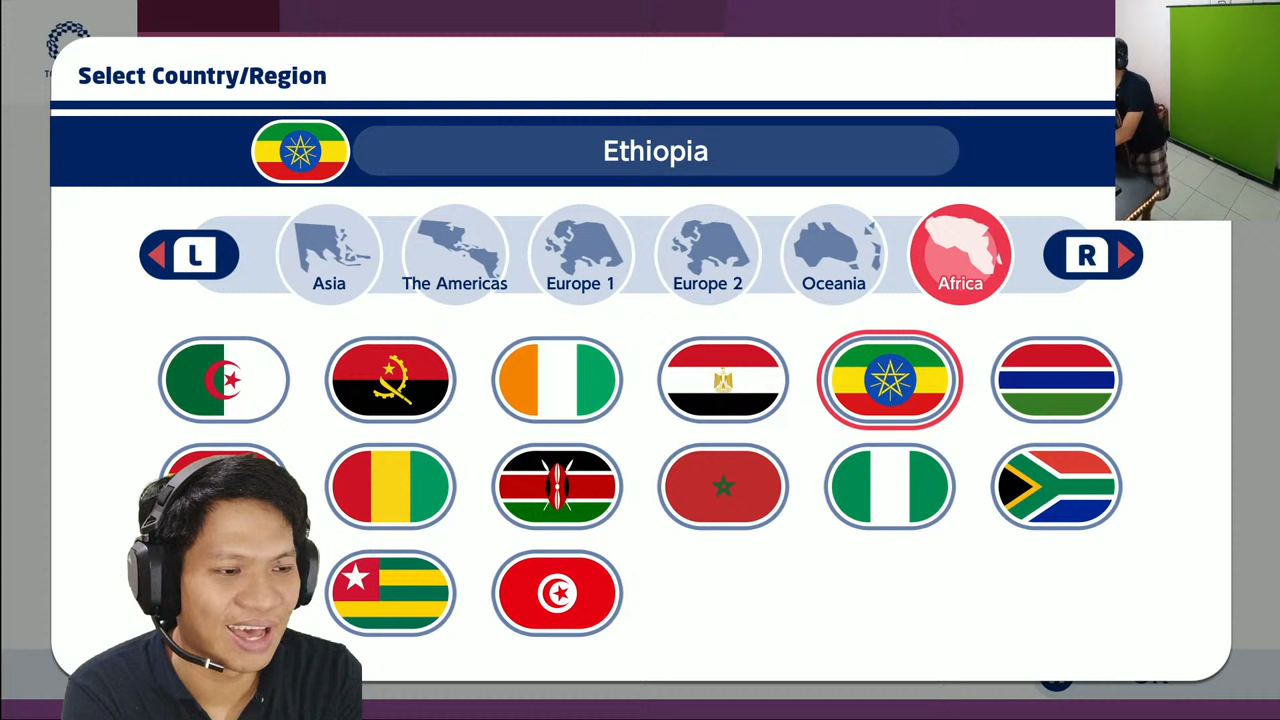 Select Country/Region
Ethiopia
L
Asia
The Americas
Europe 1
Europe 2
Oceania
Africa
R